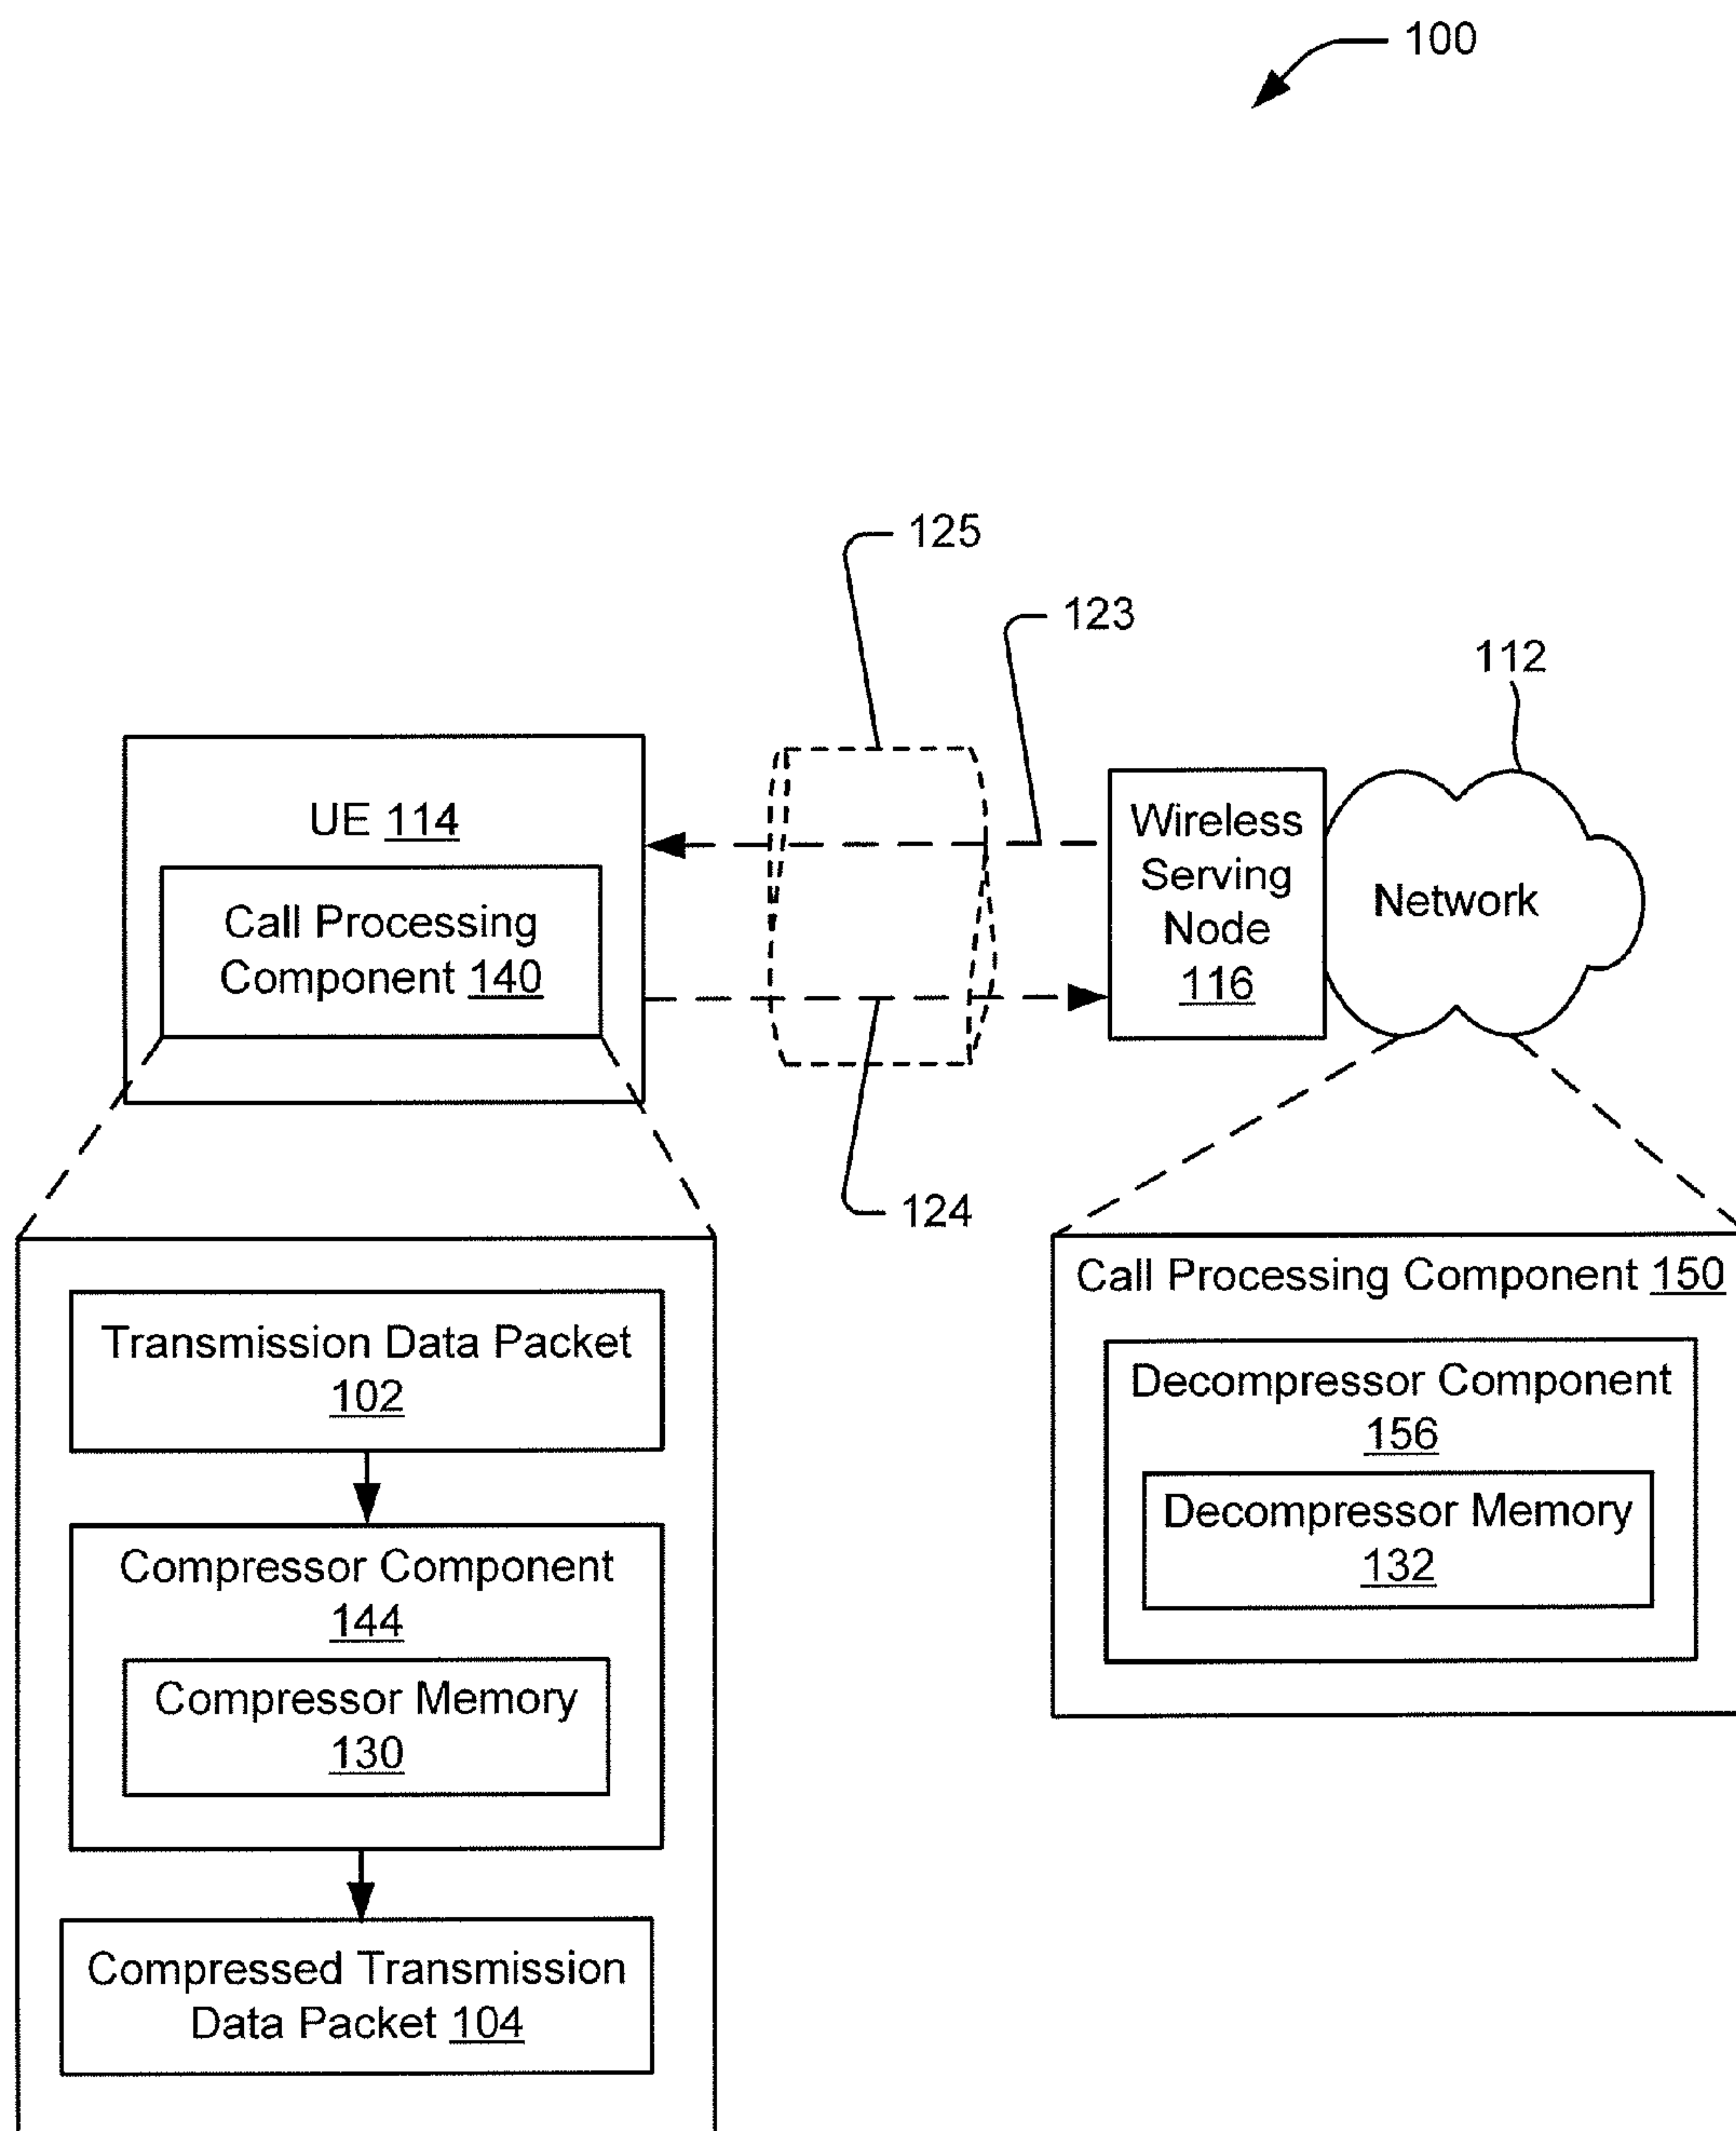 100
125
123
112
UE 114
Call Processing
Component 140
Wireless
Serving
Node
116
Network
124
Transmission Data Packet
102
Compressor Component
144
Compressor Memory
130
Compressed Transmission
Data Packet 104
Call Processing Component 150
Decompressor Component
156
Decompressor Memory
132